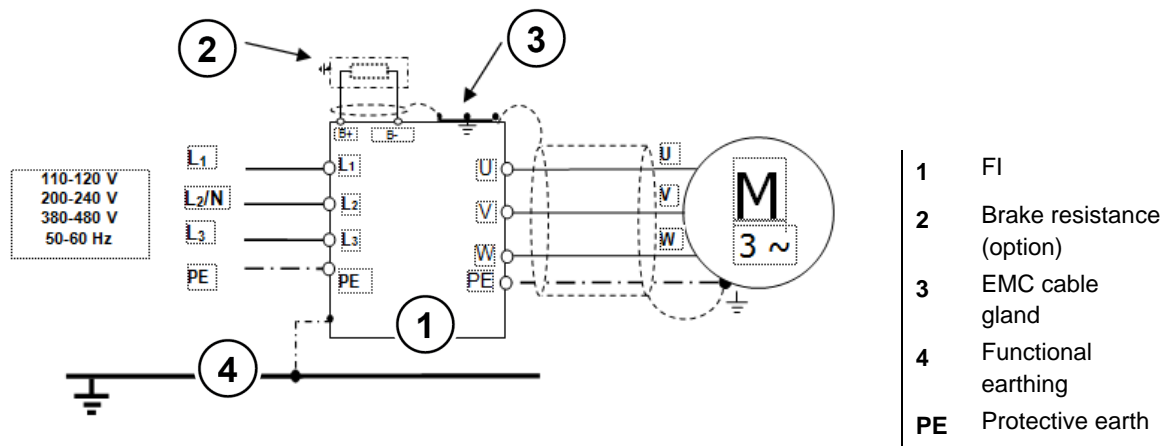 2
3
B+
B-
L1
L1
U
U
110-120 V
200-240 V
380-480 V
50-60 Hz
L2/N
L2
V
V
M
3 ~
L3
L3
W
W
PE
PE
PE
1
4
1 FI
2 Brake resistance
(option)
3 EMC cable
gland
4 Functional
earthing
PE Protective earth